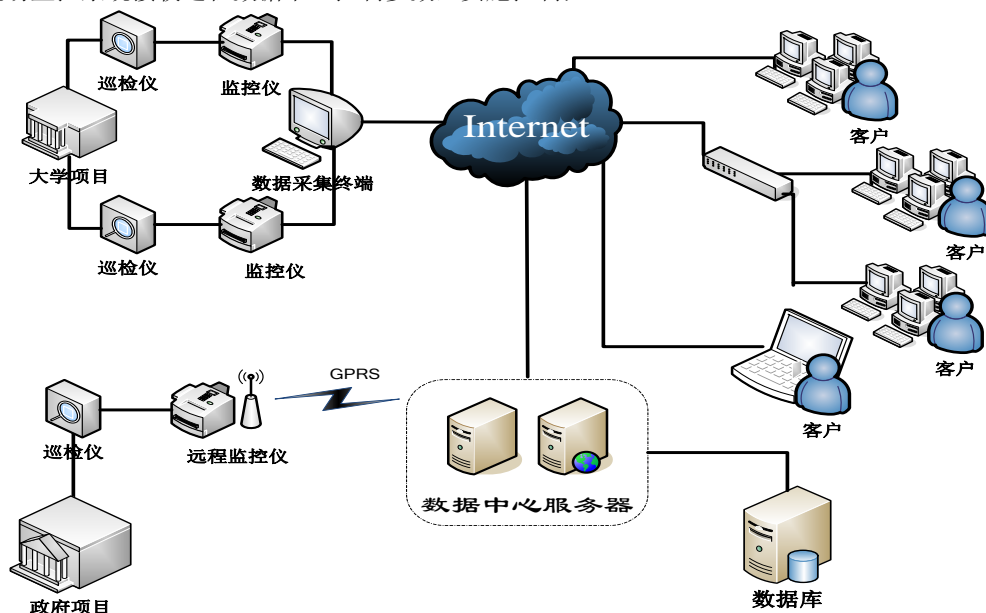 巡检仪
监控仪
大学项目
数据采集终端
巡检仪
监控仪
Internet
客户
客户
客户
客户
GPRS
巡检仪
远程监控仪
数据中心服务器
政府项目
数据库